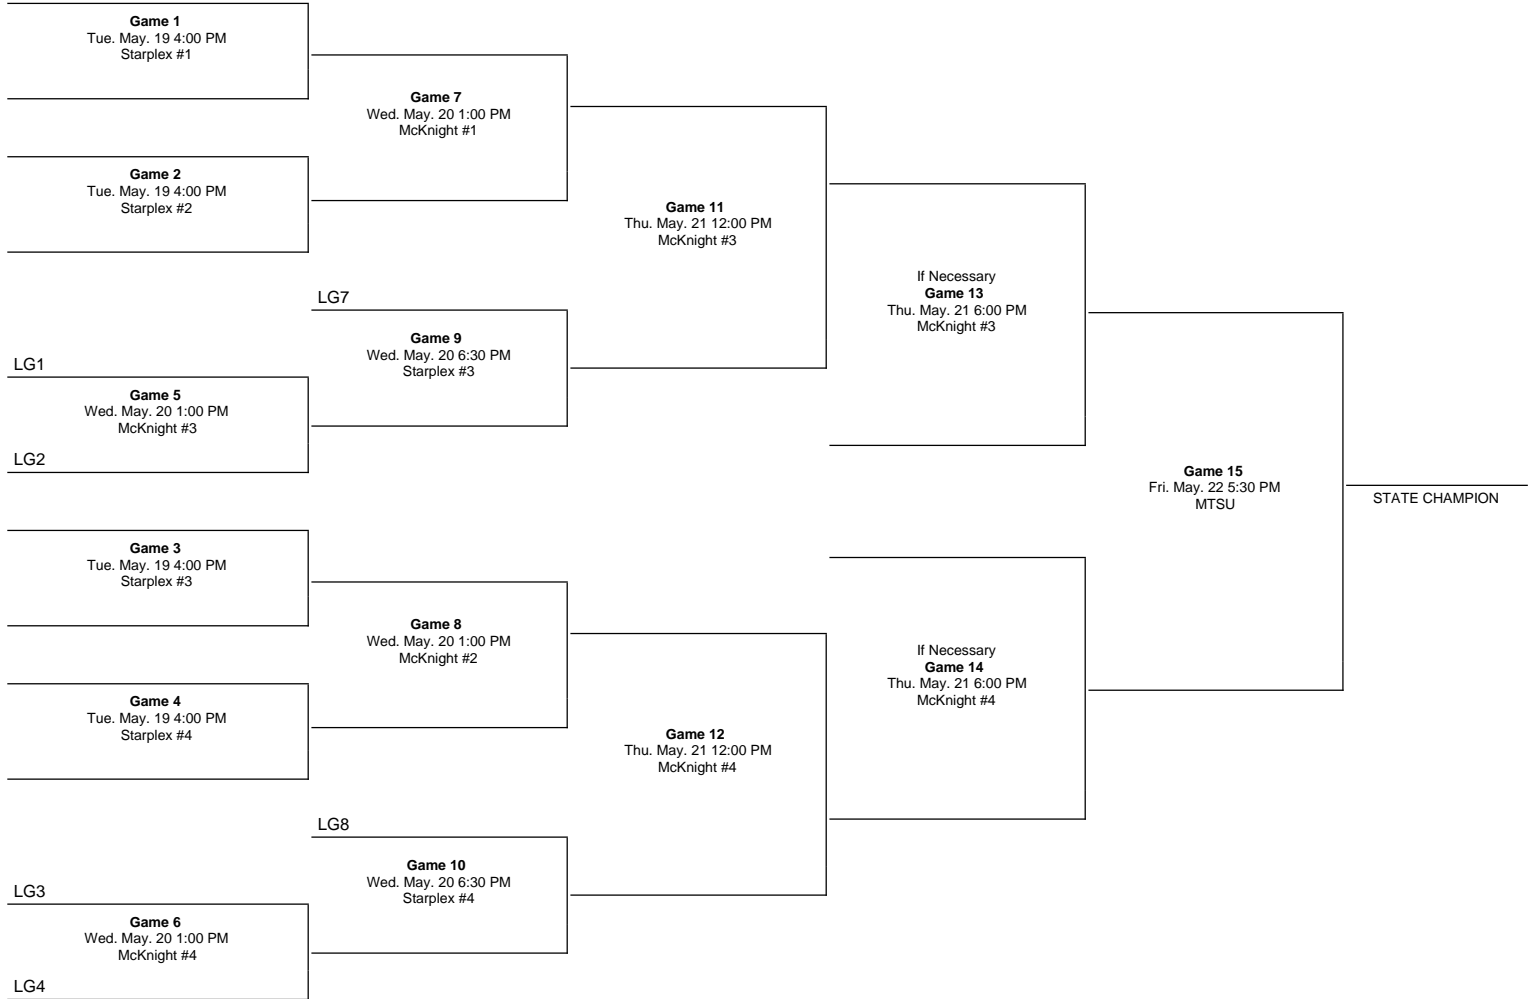 Game 1
Tue. May. 19 4:00 PM
Starplex #1
Game 7
Wed. May. 20 1:00 PM
McKnight #1
Game 2
Tue. May. 19 4:00 PM
Starplex #2
Game 11
Thu. May. 21 12:00 PM
McKnight #3
If Necessary
Game 13
Thu. May. 21 6:00 PM
McKnight #3
LG7
Game 9
Wed. May. 20 6:30 PM
Starplex #3
LG1
Game 5
Wed. May. 20 1:00 PM
McKnight #3
LG2
Game 15
Fri. May. 22 5:30 PM
MTSU
STATE CHAMPION
Game 3
Tue. May. 19 4:00 PM
Starplex #3
Game 8
Wed. May. 20 1:00 PM
McKnight #2
If Necessary
Game 14
Thu. May. 21 6:00 PM
McKnight #4
Game 4
Tue. May. 19 4:00 PM
Starplex #4
Game 12
Thu. May. 21 12:00 PM
McKnight #4
LG8
Game 10
Wed. May. 20 6:30 PM
Starplex #4
LG3
Game 6
Wed. May. 20 1:00 PM
McKnight #4
LG4